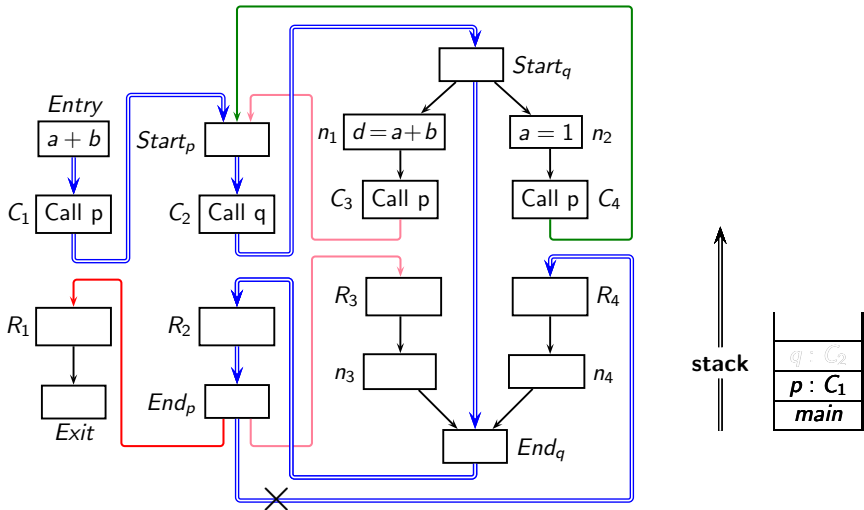 Start_q
Entry
a + b
Start_p
n_1
d = a + b
a = 1
n_2
C_1
Call p
C_2
Call q
C_3
Call p
Call p
C_4
R_1
R_2
R_3
R_4
n_3
n_4
Exit
End_p
End_q
stack
q : C_2
p : C_1
main